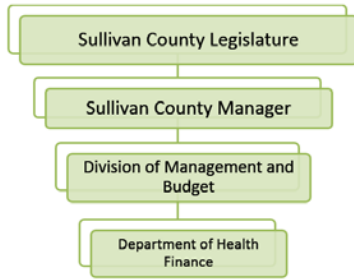 Sullivan County Legislature
Sullivan County Manager
Division of Management and
Budget
Department of Health
Finance